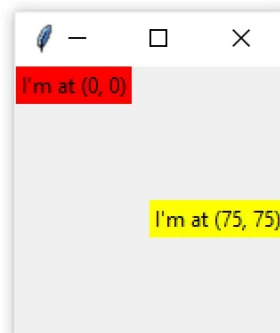 I'm at (0, 0)
I'm at (75, 75)